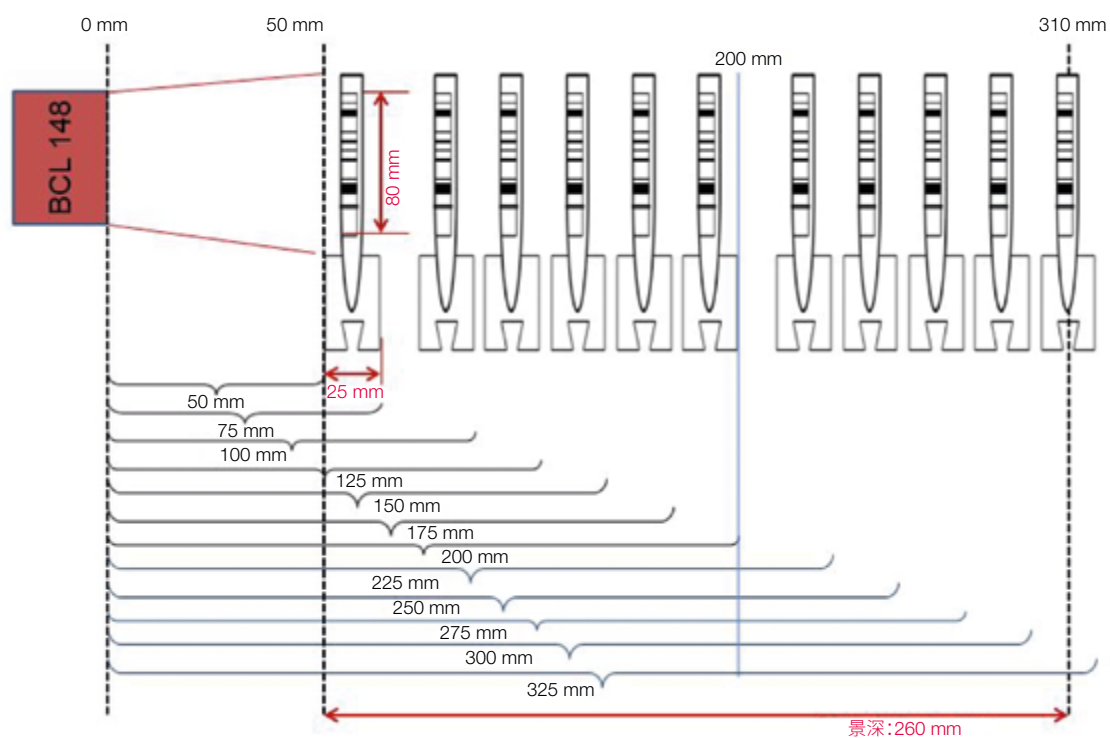 0 mm
50 mm
310 mm
200 mm
BCL 148
80 mm
25 mm
50 mm
75 mm
100 mm
125 mm
150 mm
175 mm
200 mm
225 mm
250 mm
275 mm
300 mm
325 mm
景深:260 mm